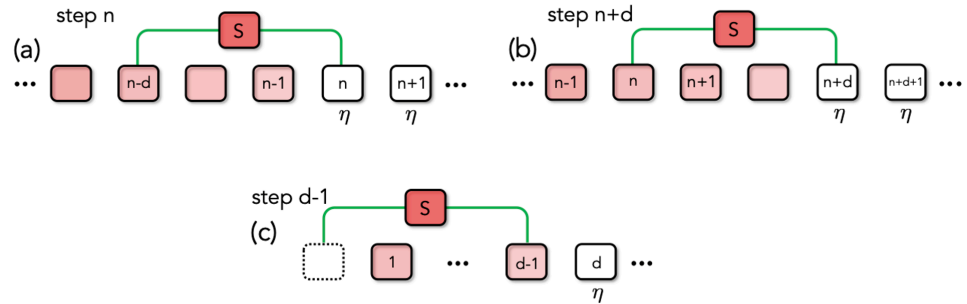 step n
S
(a)
... n-d n-1 n n+1 ...
η η
step n+d
S
(b)
... n-1 n n+1 n+d n+d+1 ...
η η
step d-1
S
(c)
1 ... d-1 d ...
η